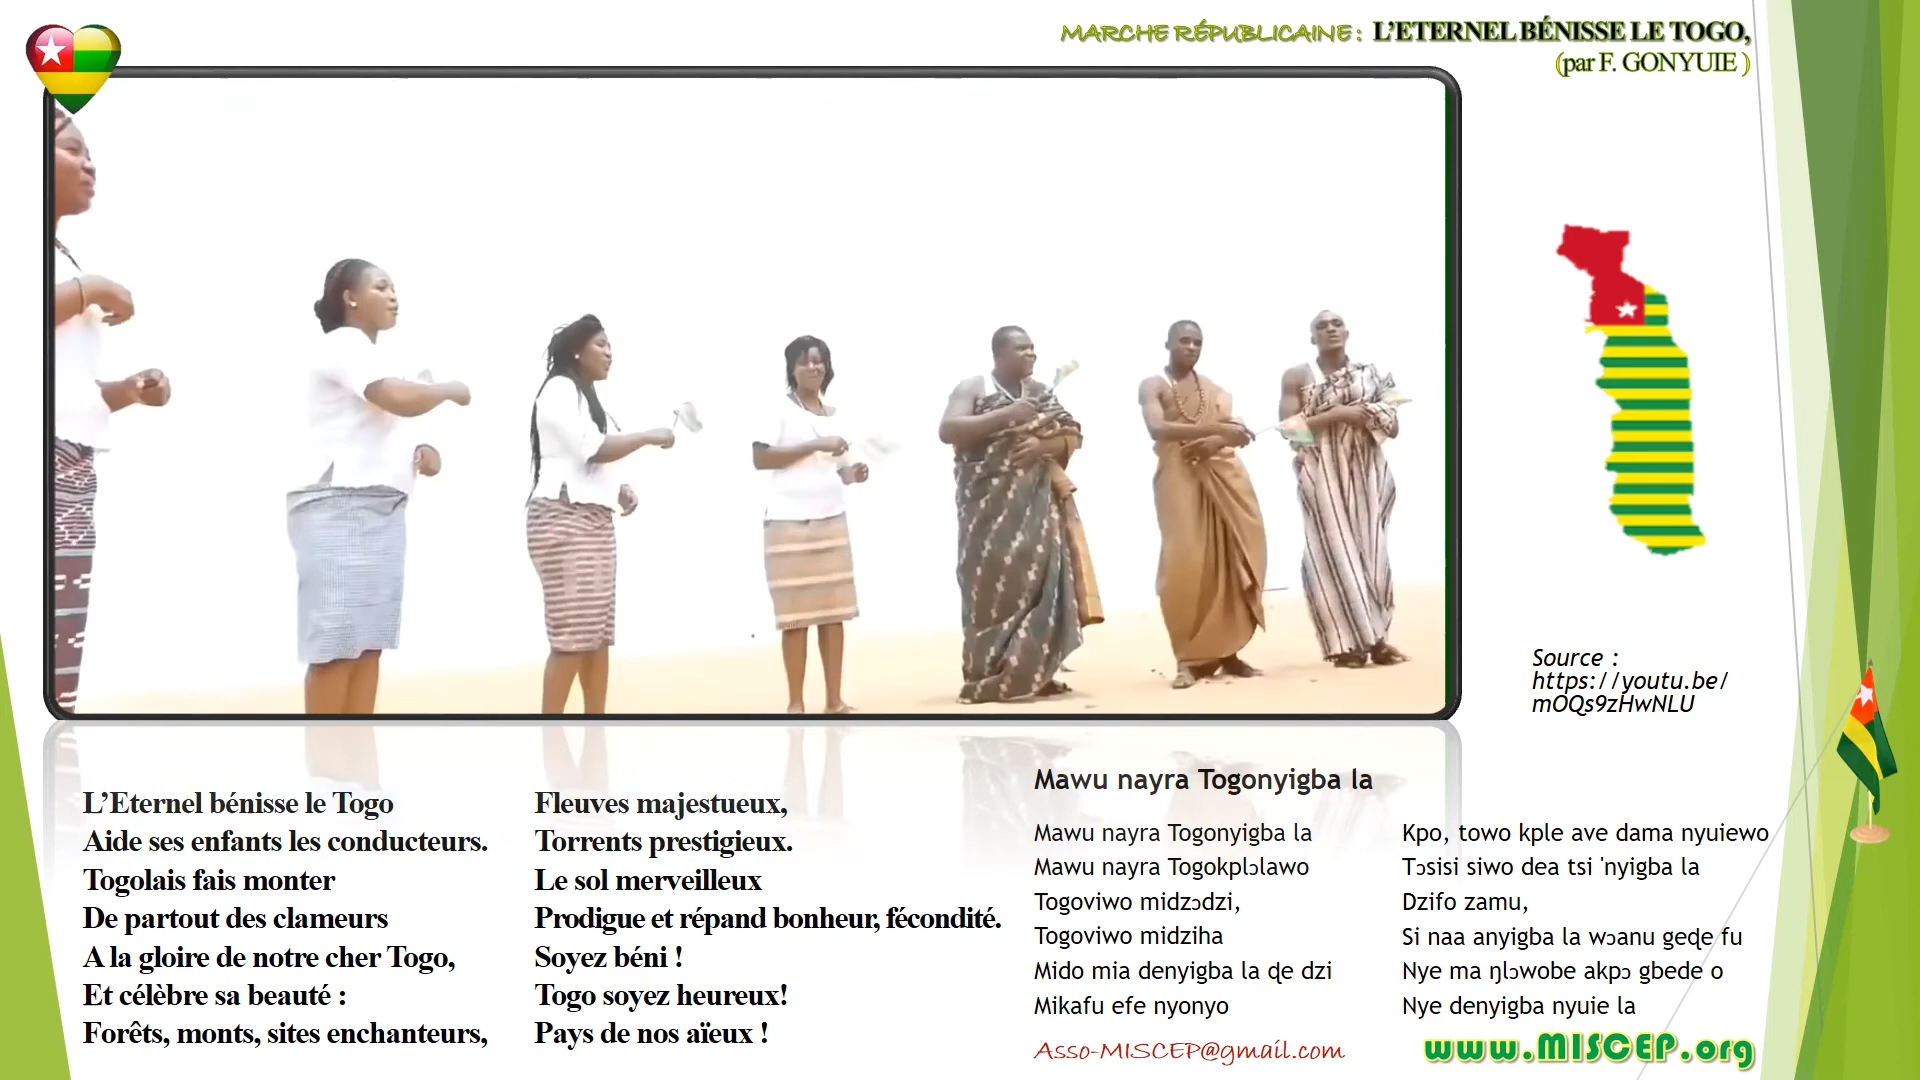 MARCHE RÉPUBLICAINE : L’ETERNEL BÉNISSE LE TOGO,
(par F. GONYUIE )
Source :
https://youtu.be/
mOQs9zHwNLU
L’Eternel bénisse le Togo
Aide ses enfants les conducteurs.
Togolais fais monter
De partout des clameurs
A la gloire de notre cher Togo,
Et célèbre sa beauté :
Forêts, monts, sites enchanteurs,
Fleuves majestueux,
Torrents prestigieux.
Le sol merveilleux
Prodigue et répand bonheur, fécondité.
Soyez béni !
Togo soyez heureux!
Pays de nos aïeux !
Mawu nayra Togonyigba la
Mawu nayra Togonyigba la
Mawu nayra Togokplɔlawo
Togoviwo midzɔdzi,
Togoviwo midziha
Mido mia denyigba la ɖe dzi
Mikafu efe nyonyo
Kpo, towo kple ave dama nyuiewo
Tɔsisi siwo dea tsi 'nyigba la
Dzifo zamu,
Si naa anyigba la wɔanu geɖe fu
Nye ma ŋlɔwobe akpɔ gbede o
Nye denyigba nyuie la
Asso-MISCEP@gmail.com
www.MISCEP.org